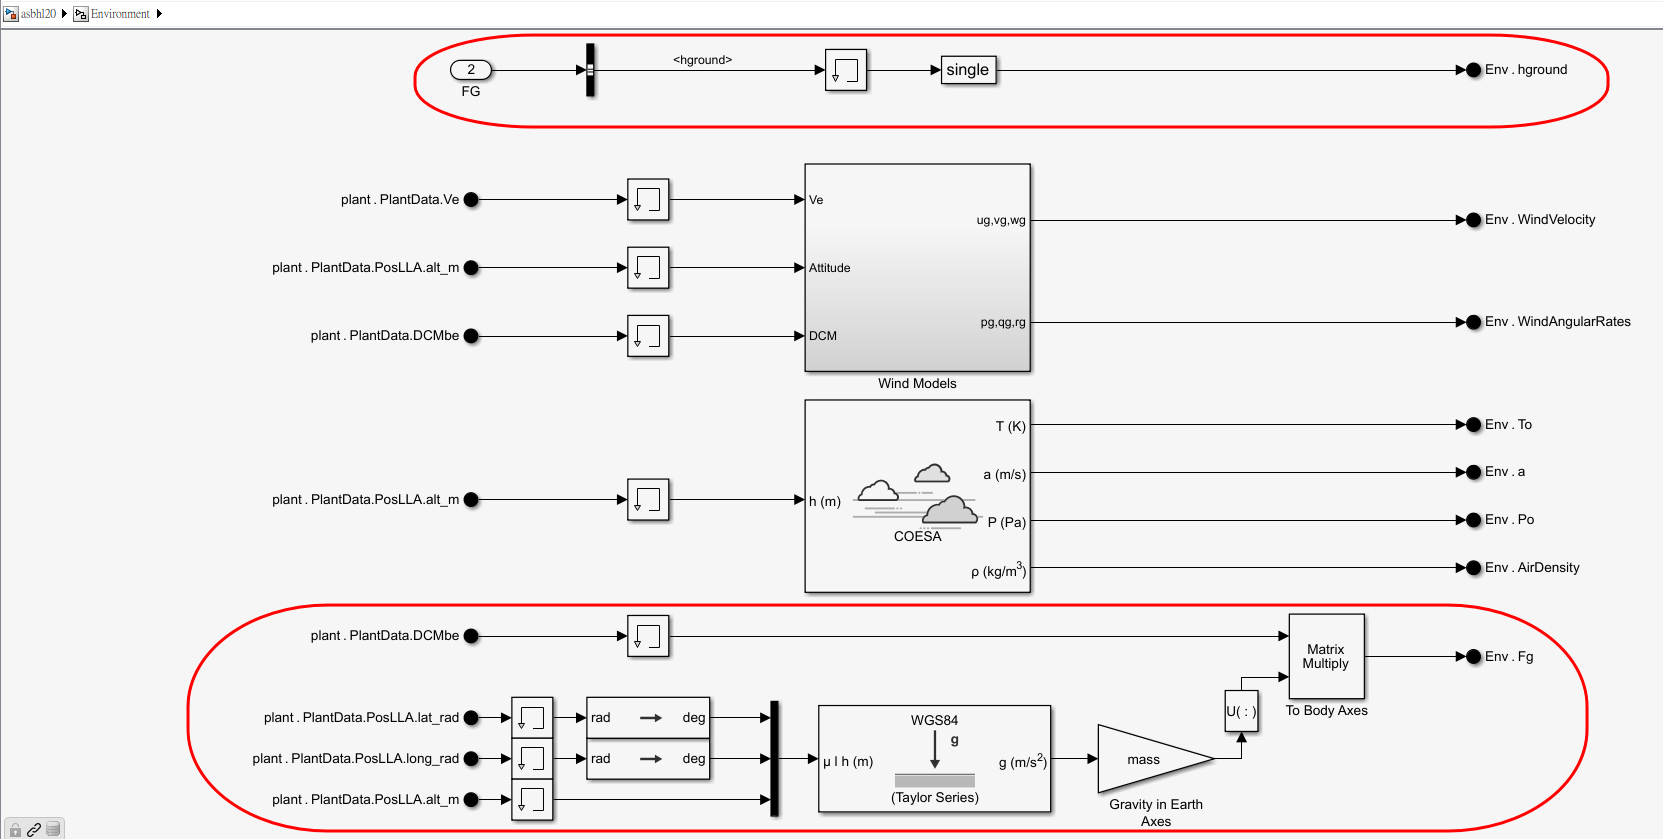 asbhl20 Environment
2
FG
<hground>
single
Env . hground
plant . PlantData.Ve
Ve
ug,vg,wg
Env . WindVelocity
plant . PlantData.PosLLA.alt_m
Attitude
pg,qg,rg
Env . WindAngularRates
plant . PlantData.DCMbe
DCM
Wind Models
T (K)
Env . To
a (m/s)
Env . a
plant . PlantData.PosLLA.alt_m
h (m)
P (Pa)
Env . Po
COESA
ρ (kg/m³)
Env . AirDensity
plant . PlantData.DCMbe
Matrix
Multiply
Env . Fg
To Body Axes
U( : )
plant . PlantData.PosLLA.lat_rad
rad deg
plant . PlantData.PosLLA.long_rad
rad deg
plant . PlantData.PosLLA.alt_m
WGS84
g
μ l h (m)
g (m/s²)
(Taylor Series)
mass
Gravity in Earth
Axes